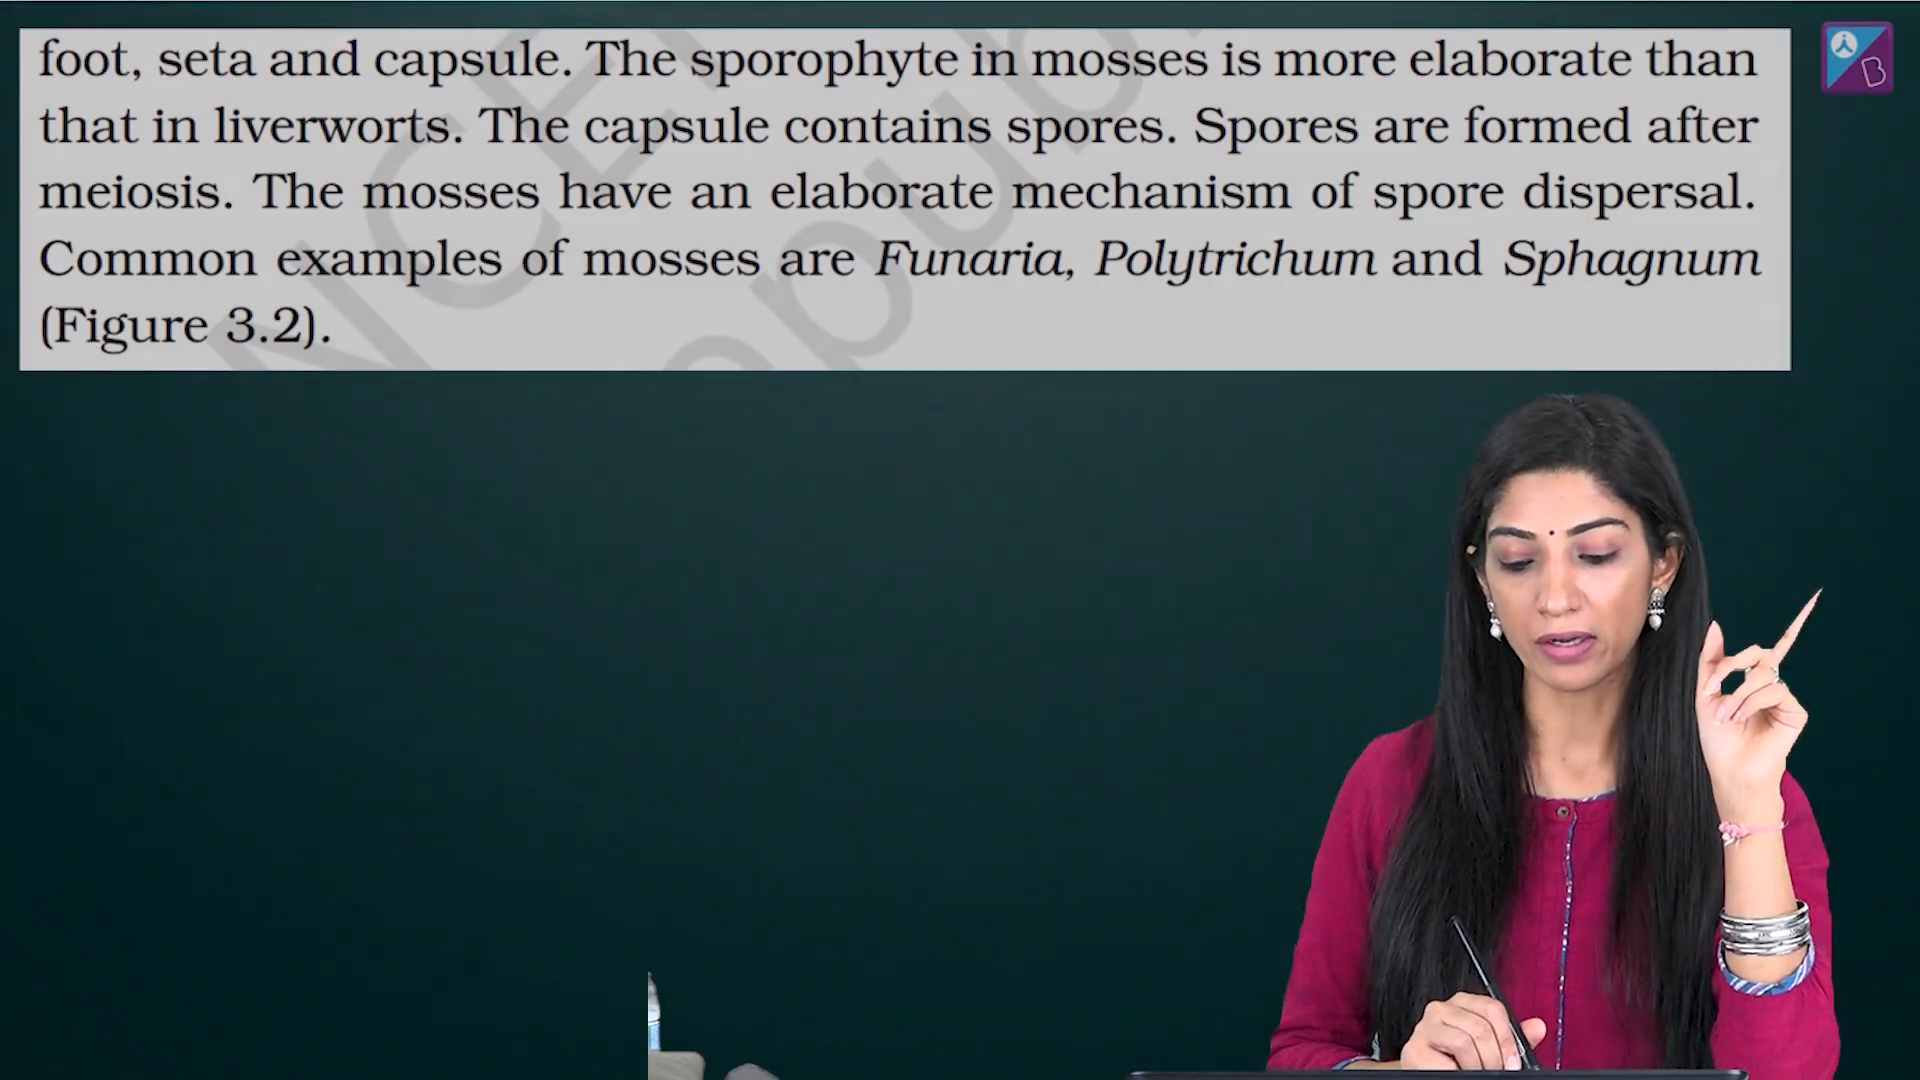 foot, seta and capsule. The sporophyte in mosses is more elaborate than
that in liverworts. The capsule contains spores. Spores are formed after
meiosis. The mosses have an elaborate mechanism of spore dispersal.
Common examples of mosses are Funaria, Polytrichum and Sphagnum
(Figure 3.2).
B